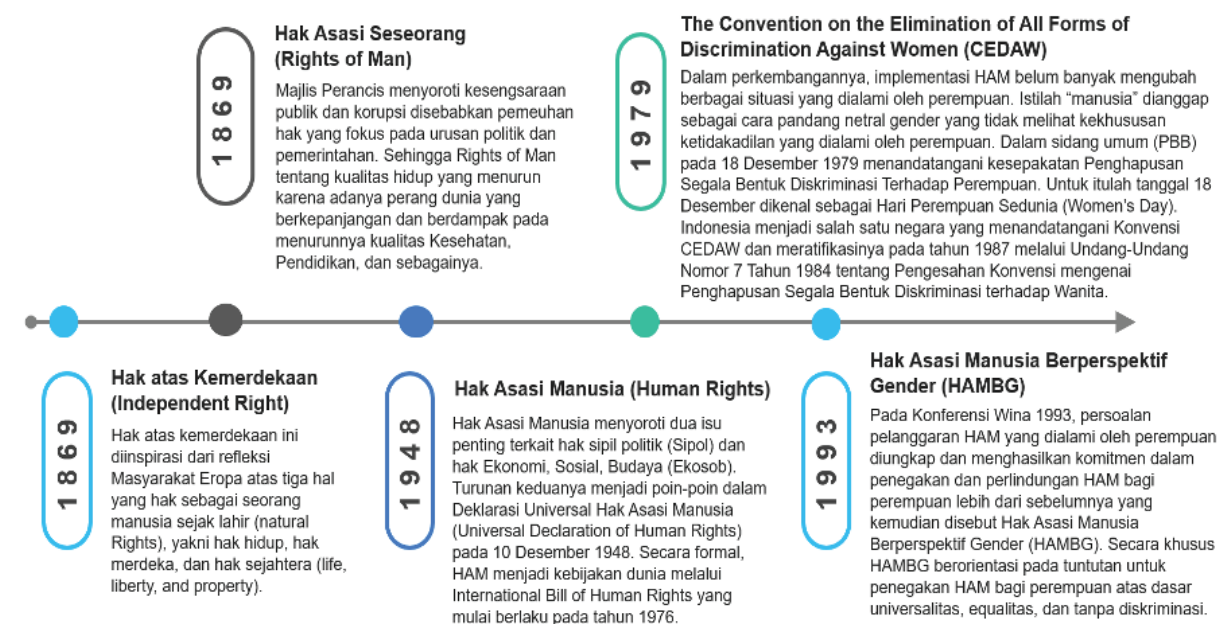 1869
Hak Asasi Seseorang
(Rights of Man)
Majlis Perancis menyoroti kesengsaraan
publik dan korupsi disebabkan pemeuhan
hak yang fokus pada urusan politik dan
pemerintahan. Sehingga Rights of Man
tentang kualitas hidup yang menurun
karena adanya perang dunia yang
berkepanjangan dan berdampak pada
menurunnya kualitas Kesehatan,
Pendidikan, dan sebagainya.
1979
The Convention on the Elimination of All Forms of
Discrimination Against Women (CEDAW)
Dalam perkembangannya, implementasi HAM belum banyak mengubah
berbagai situasi yang dialami oleh perempuan. Istilah “manusia” dianggap
sebagai cara pandang netral gender yang tidak melihat kekhususan
ketidakadilan yang dialami oleh perempuan. Dalam sidang umum (PBB)
pada 18 Desember 1979 menandatangani kesepakatan Penghapusan
Segala Bentuk Diskriminasi Terhadap Perempuan. Untuk itulah tanggal 18
Desember dikenal sebagai Hari Perempuan Sedunia (Women's Day).
Indonesia menjadi salah satu negara yang menandatangani Konvensi
CEDAW dan meratifikasinya pada tahun 1987 melalui Undang-Undang
Nomor 7 Tahun 1984 tentang Pengesahan Konvensi mengenai
Penghapusan Segala Bentuk Diskriminasi terhadap Wanita.
1869
Hak atas Kemerdekaan
(Independent Right)
Hak atas kemerdekaan ini
diinspirasi dari refleksi
Masyarakat Eropa atas tiga hal
yang hak sebagai seorang
manusia sejak lahir (natural
Rights), yakni hak hidup, hak
merdeka, dan hak sejahtera (life,
liberty, and property).
1948
Hak Asasi Manusia (Human Rights)
Hak Asasi Manusia menyoroti dua isu
penting terkait hak sipil politik (Sipol) dan
hak Ekonomi, Sosial, Budaya (Ekosob).
Turunan keduanya menjadi poin-poin dalam
Deklarasi Universal Hak Asasi Manusia
(Universal Declaration of Human Rights)
pada 10 Desember 1948. Secara formal,
HAM menjadi kebijakan dunia melalui
International Bill of Human Rights yang
mulai berlaku pada tahun 1976.
1993
Hak Asasi Manusia Berperspektif
Gender (HAMBG)
Pada Konferensi Wina 1993, persoalan
pelanggaran HAM yang dialami oleh perempuan
diungkap dan menghasilkan komitmen dalam
penegakan dan perlindungan HAM bagi
perempuan lebih dari sebelumnya yang
kemudian disebut Hak Asasi Manusia
Berperspektif Gender (HAMBG). Secara khusus
HAMBG berorientasi pada tuntutan untuk
penegakan HAM bagi perempuan atas dasar
universalitas, equalitas, dan tanpa diskriminasi.